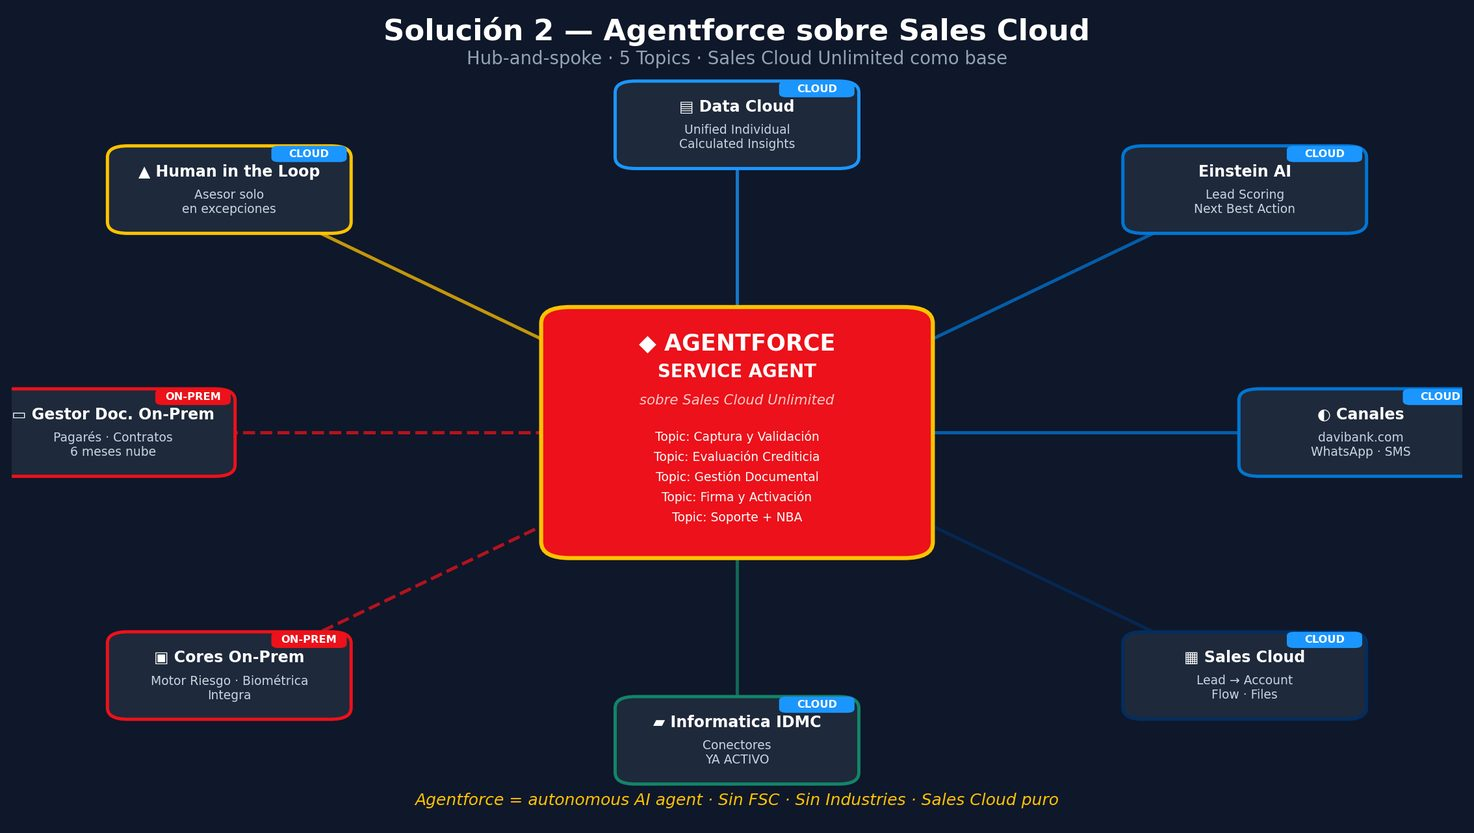 Solución 2 — Agentforce sobre Sales Cloud
Hub-and-spoke · 5 Topics · Sales Cloud Unlimited como base
CLOUD
▤ Data Cloud
Unified Individual
Calculated Insights
CLOUD
▲ Human in the Loop
Asesor solo
en excepciones
CLOUD
Einstein AI
Lead Scoring
Next Best Action
◆ AGENTFORCE
SERVICE AGENT
sobre Sales Cloud Unlimited
Topic: Captura y Validación
Topic: Evaluación Crediticia
Topic: Gestión Documental
Topic: Firma y Activación
Topic: Soporte + NBA
ON-PREM
▭ Gestor Doc. On-Prem
Pagarés · Contratos
6 meses nube
CLOUD
◐ Canales
davibank.com
WhatsApp · SMS
ON-PREM
▣ Cores On-Prem
Motor Riesgo · Biométrica
Integra
CLOUD
▦ Sales Cloud
Lead → Account
Flow · Files
CLOUD
▰ Informatica IDMC
Conectores
YA ACTIVO
Agentforce = autonomous AI agent · Sin FSC · Sin Industries · Sales Cloud puro